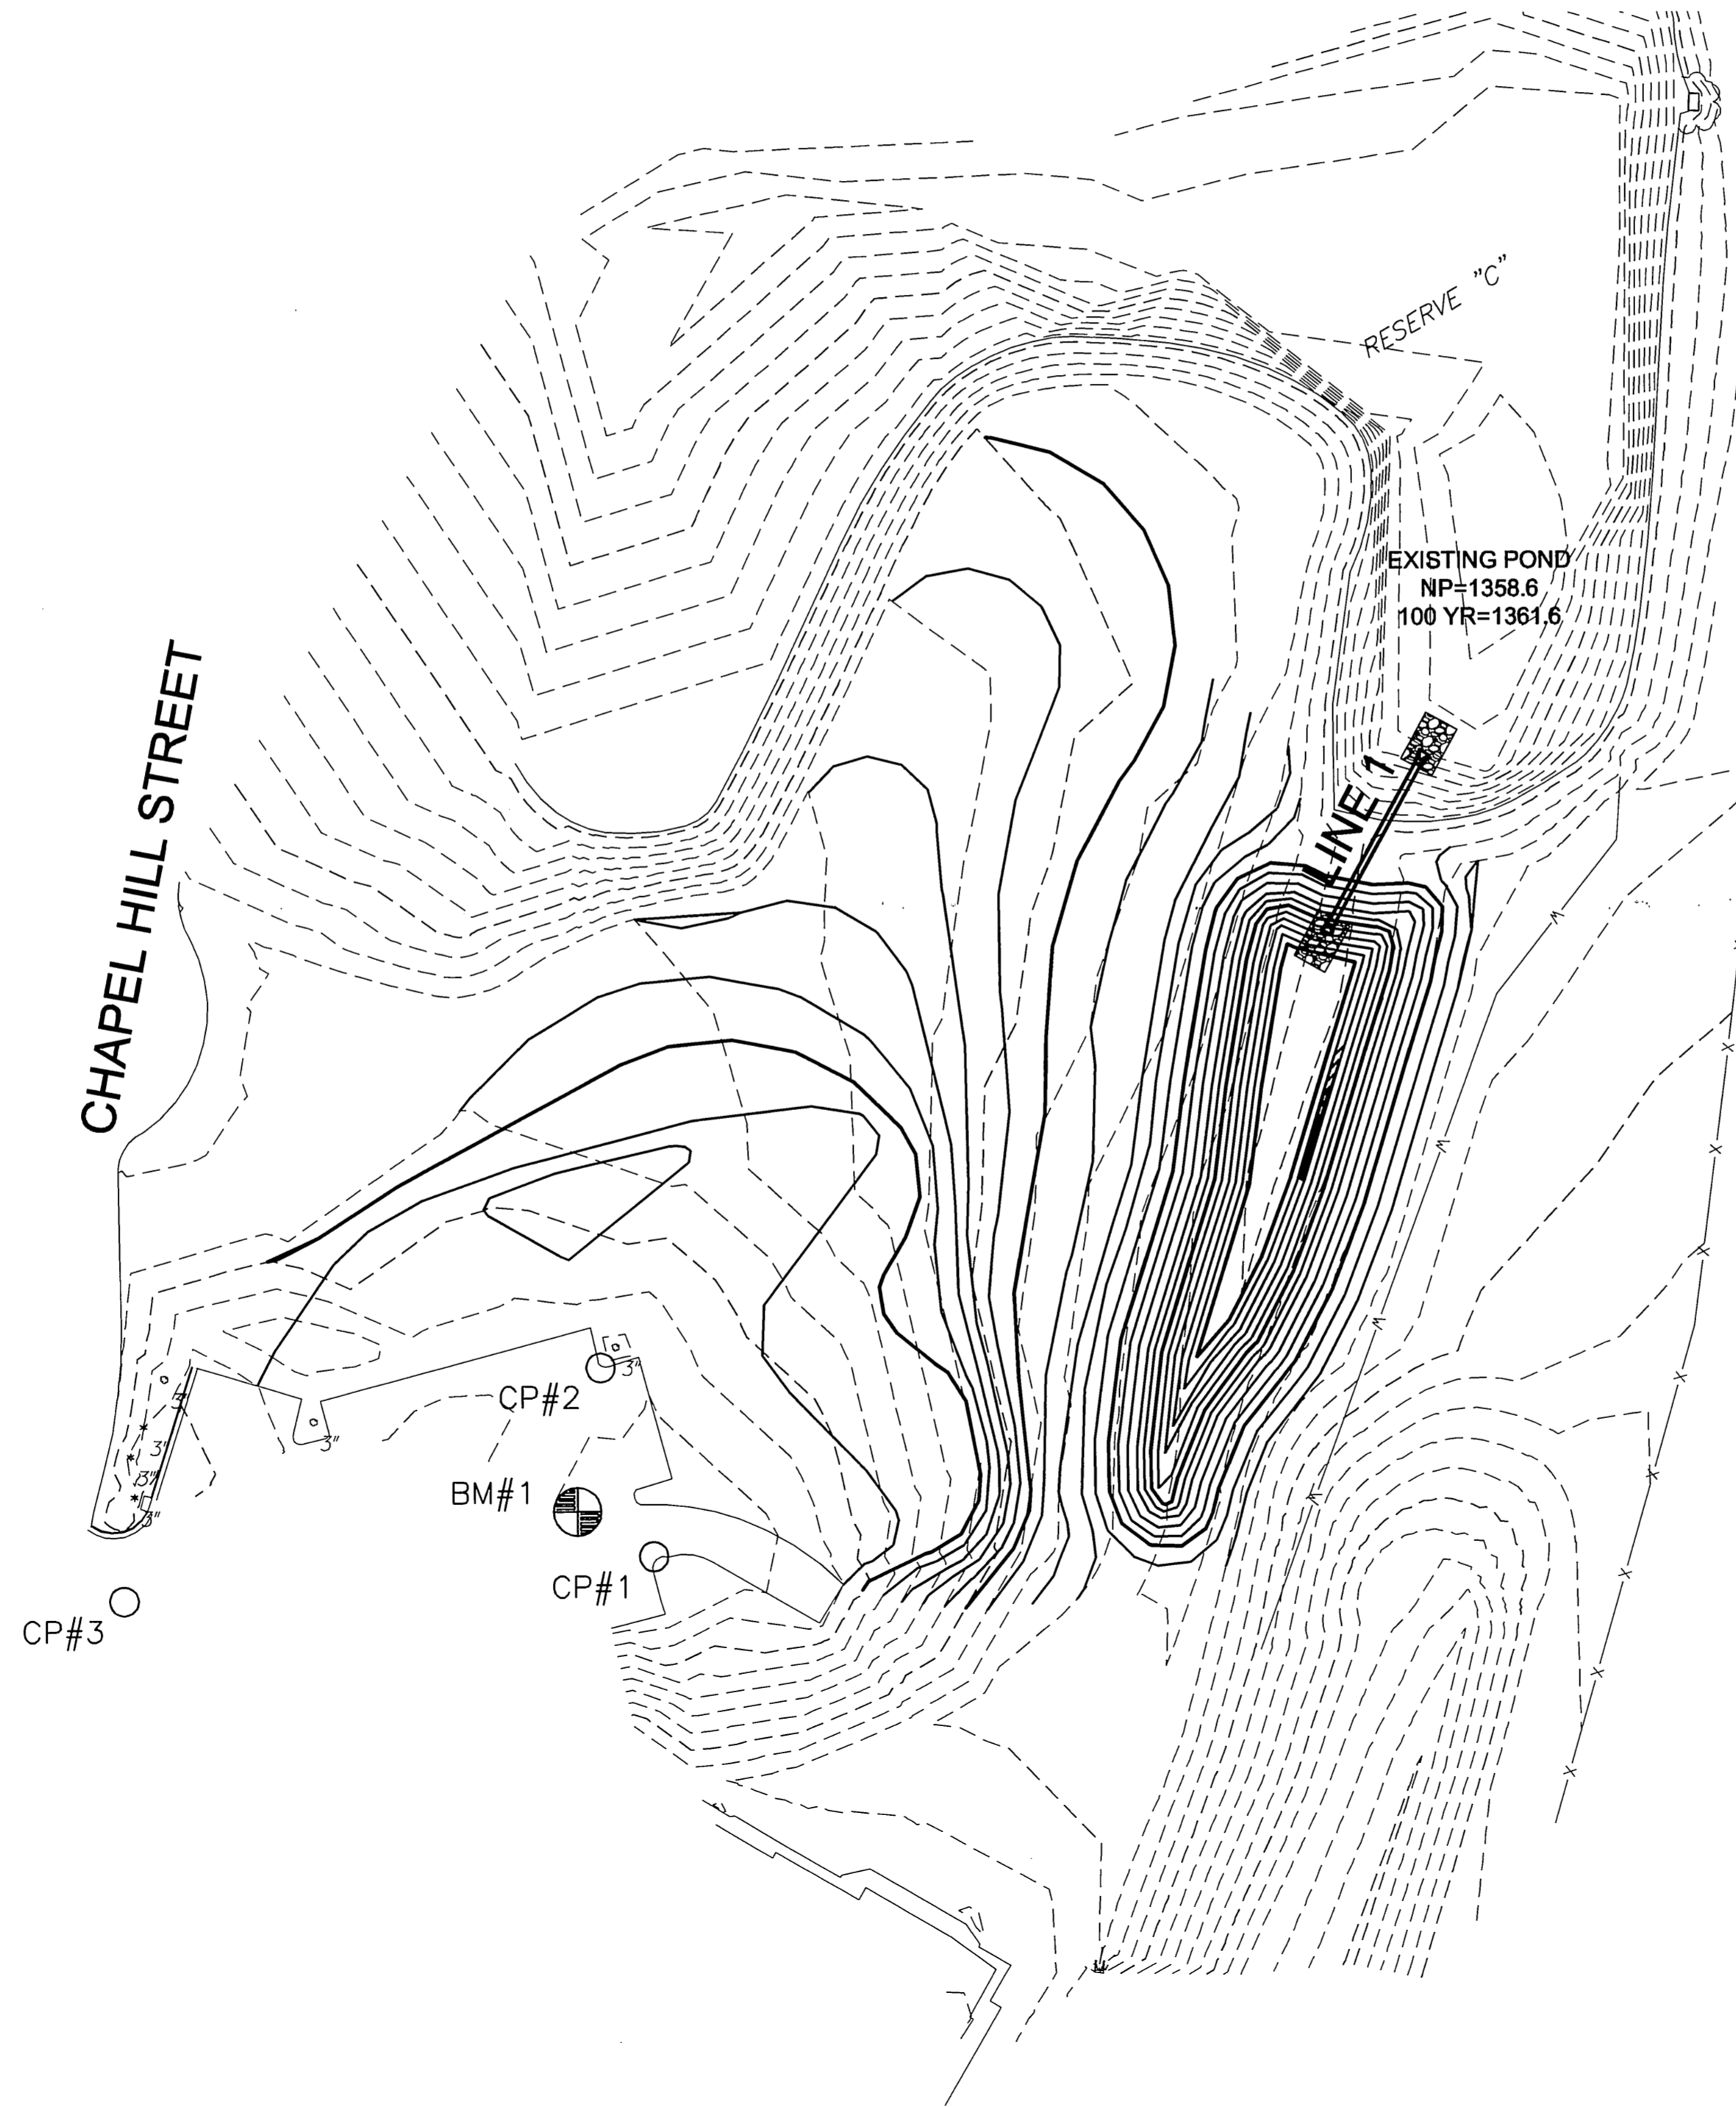 RESERVE "C"
EXISTING POND
NP=1358.6
100 YR=1361.6
CHAPEL HILL STREET
LINE 1
W
W
W
W
X
X
X
X
X
X
X
X
CP#2
3"
3"
3"
3"
3"
3"
BM#1
CP#1
CP#3